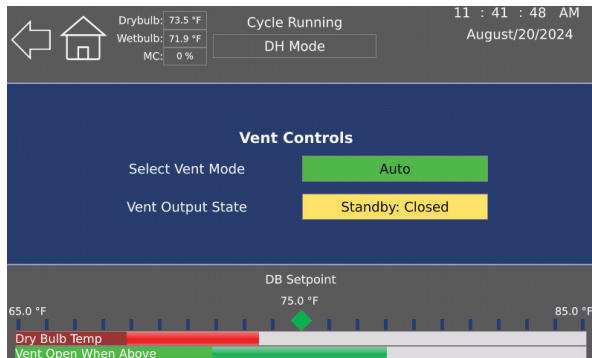 Drybulb: 73.5 °F
Wetbulb: 71.9 °F
MC: 0 %
Cycle Running
DH Mode
11 : 41 : 48 AM
August/20/2024
Vent Controls
Select Vent Mode Auto
Vent Output State Standby: Closed
DB Setpoint
75.0 °F
65.0 °F 85.0 °F
Dry Bulb Temp
Vent Open When Above